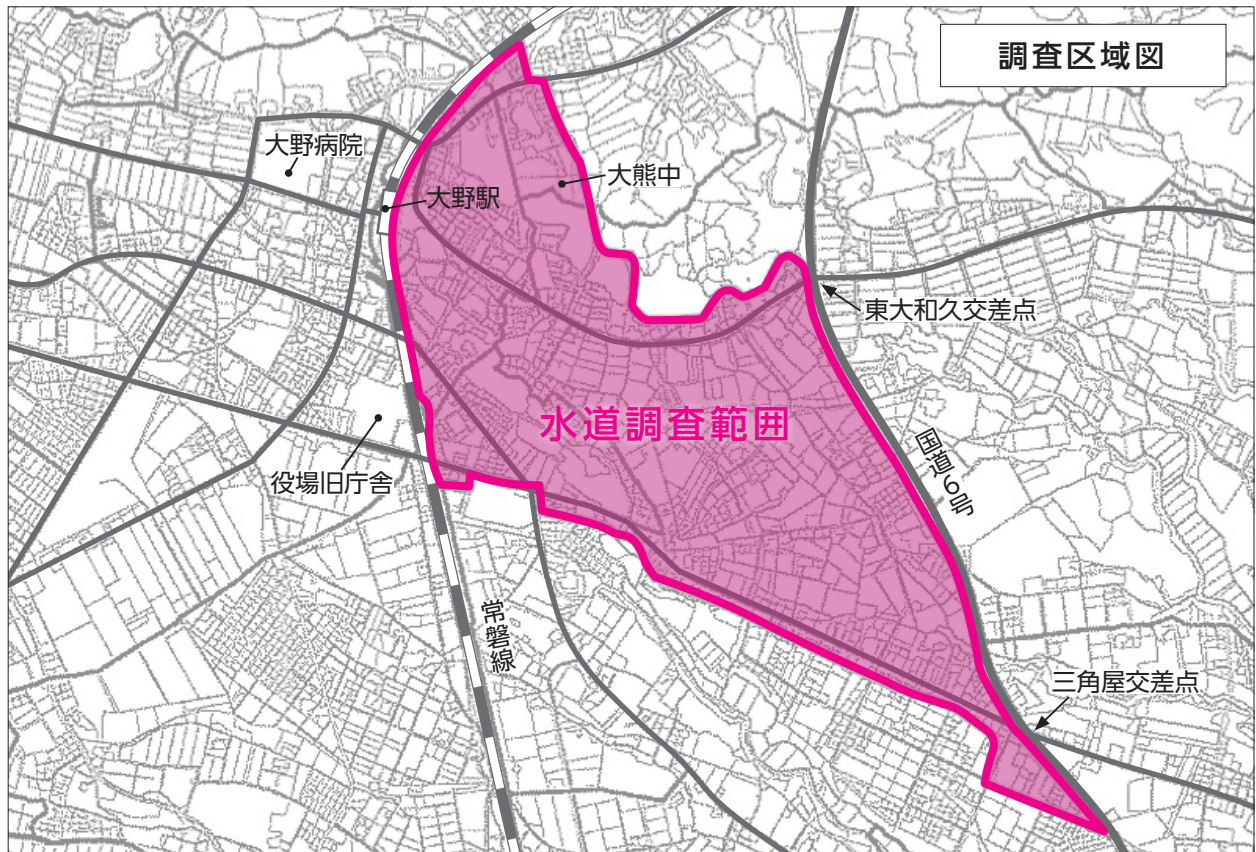 調査区域図
大野病院
大熊中
大野駅
東大和久交差点
水道調査範囲
国道6号
役場旧庁舎
常磐線
三角屋交差点